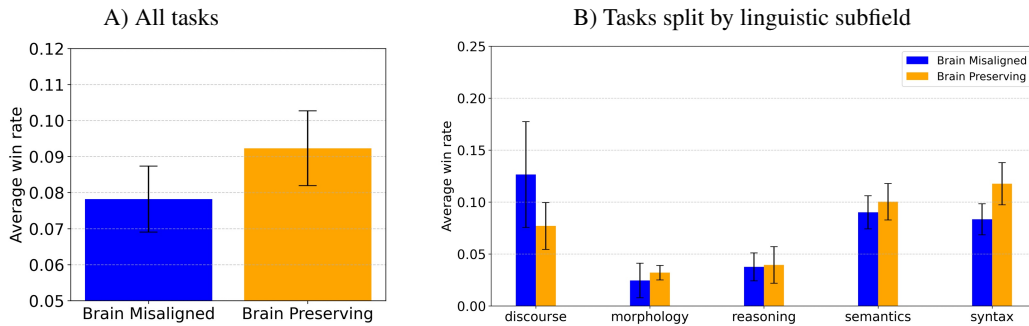 A) All tasks
0.12
0.11
0.10
0.09
0.08
0.07
0.06
0.05
Average win rate
Brain Misaligned
Brain Preserving
B) Tasks split by linguistic subfield
0.25
0.20
0.15
0.10
0.05
0.00
Average win rate
Brain Misaligned
Brain Preserving
discourse
morphology
reasoning
semantics
syntax